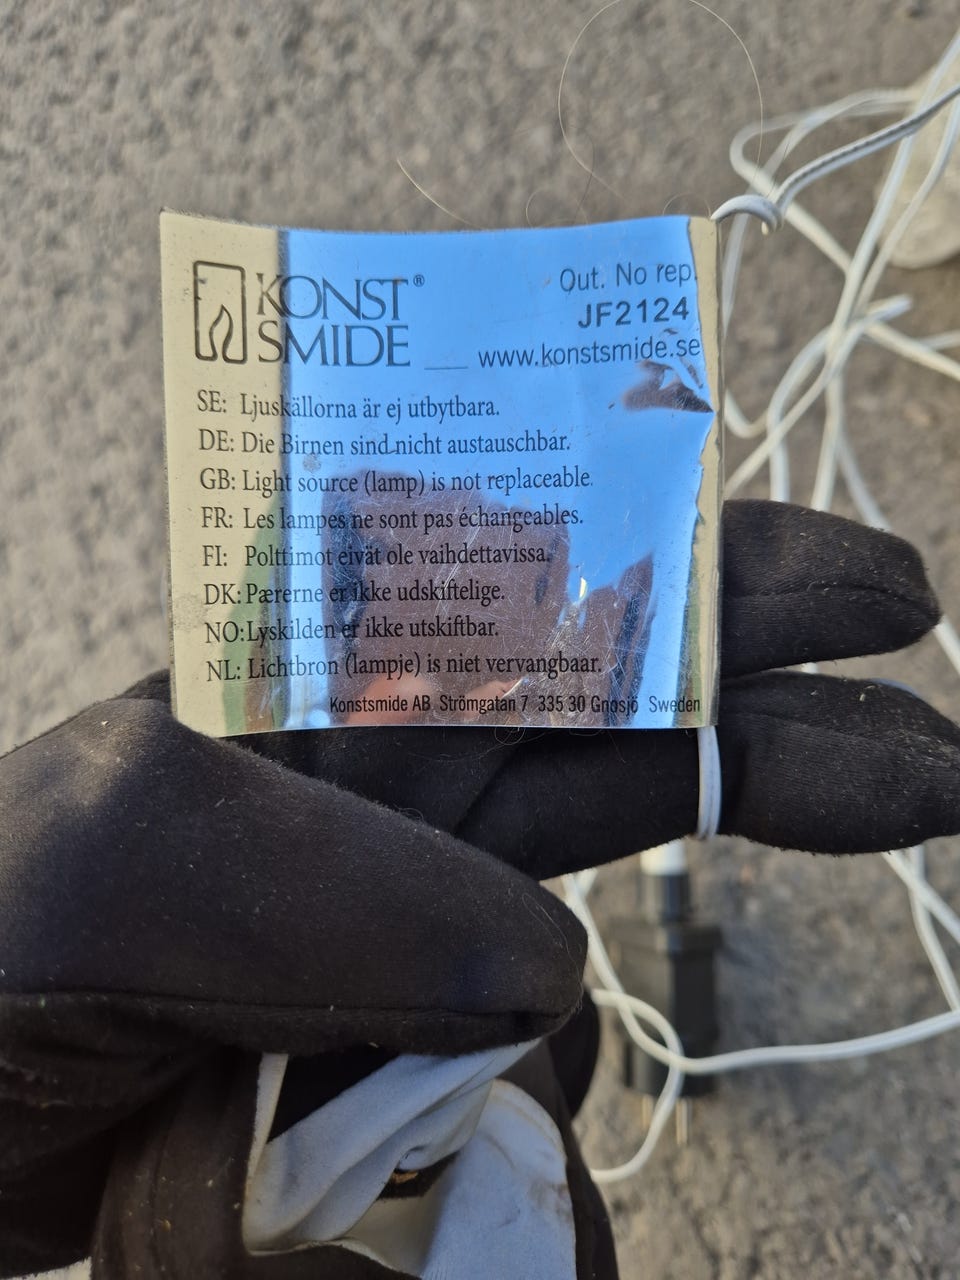 KONST®
SMIDE
Out. No rep.
JF2124
www.konstsmide.se
SE: Ljuskällorna är ej utbytbara.
DE: Die Birnen sind nicht austauschbar.
GB: Light source (lamp) is not replaceable.
FR: Les lampes ne sont pas échangeables.
FI: Polttimot eivät ole vaihdettavissa.
DK: Pærerne er ikke udskiftelige.
NO: Lyskilden er ikke utskiftbar.
NL: Lichtbron (lampje) is niet vervangbaar.
Konstsmide AB Strömgatan 7 335 30 Gnosjö Sweden